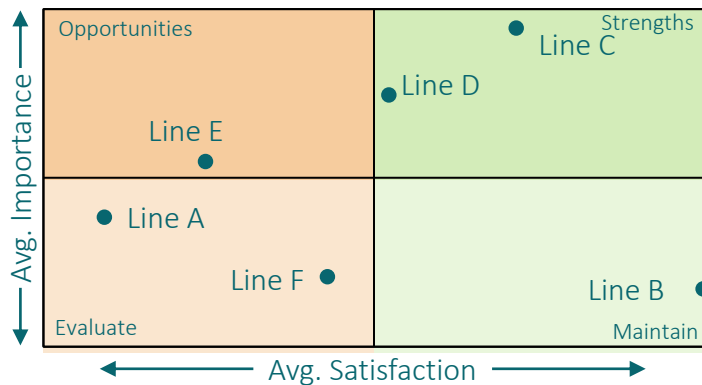 Opportunities
Strengths
Line C
Line D
Line E
Line A
Line F
Line B
Evaluate
Maintain
Avg. Importance
Avg. Satisfaction